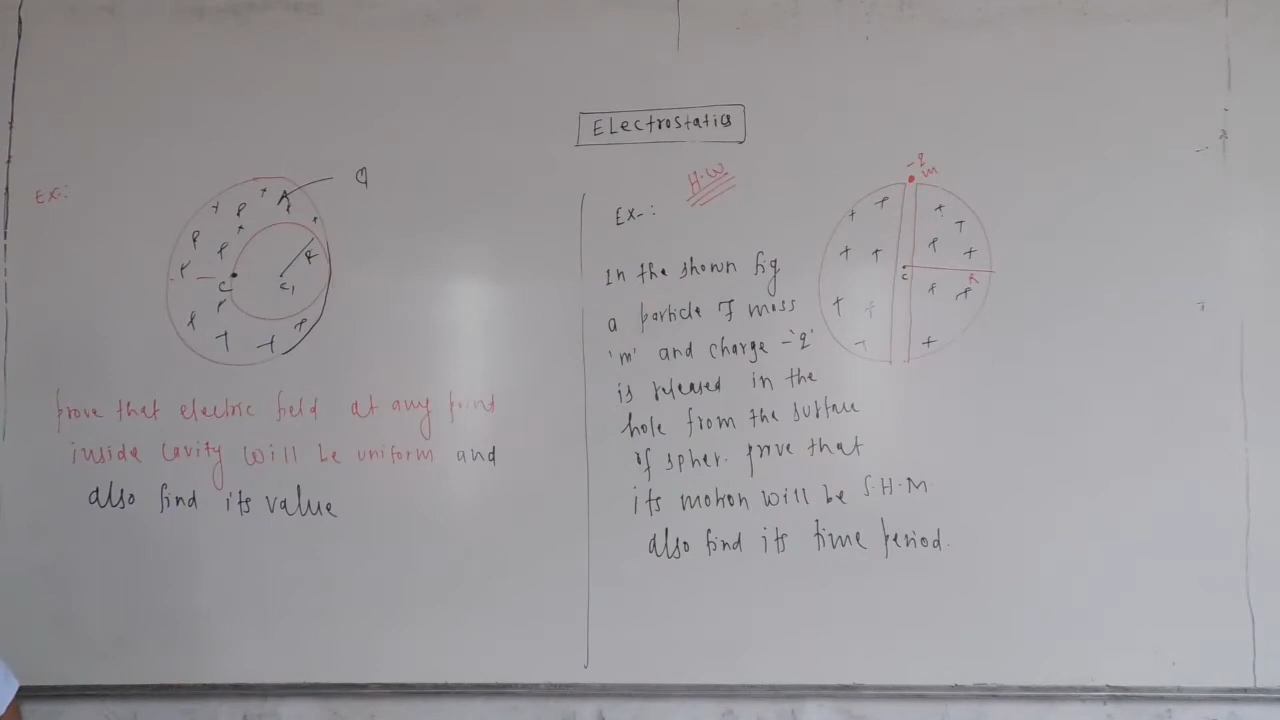 ELectrostatics
Ex:
Q
C
C1
prove that electric field at any point
inside cavity will be uniform and
also find its value
H.W
Ex-:
-q
m
C
R
In the shown fig
a particle of mass
'm' and charge -'q'
is released in the
hole from the surface
of spher. prove that
its motion will be S.H.M.
also find its time period.